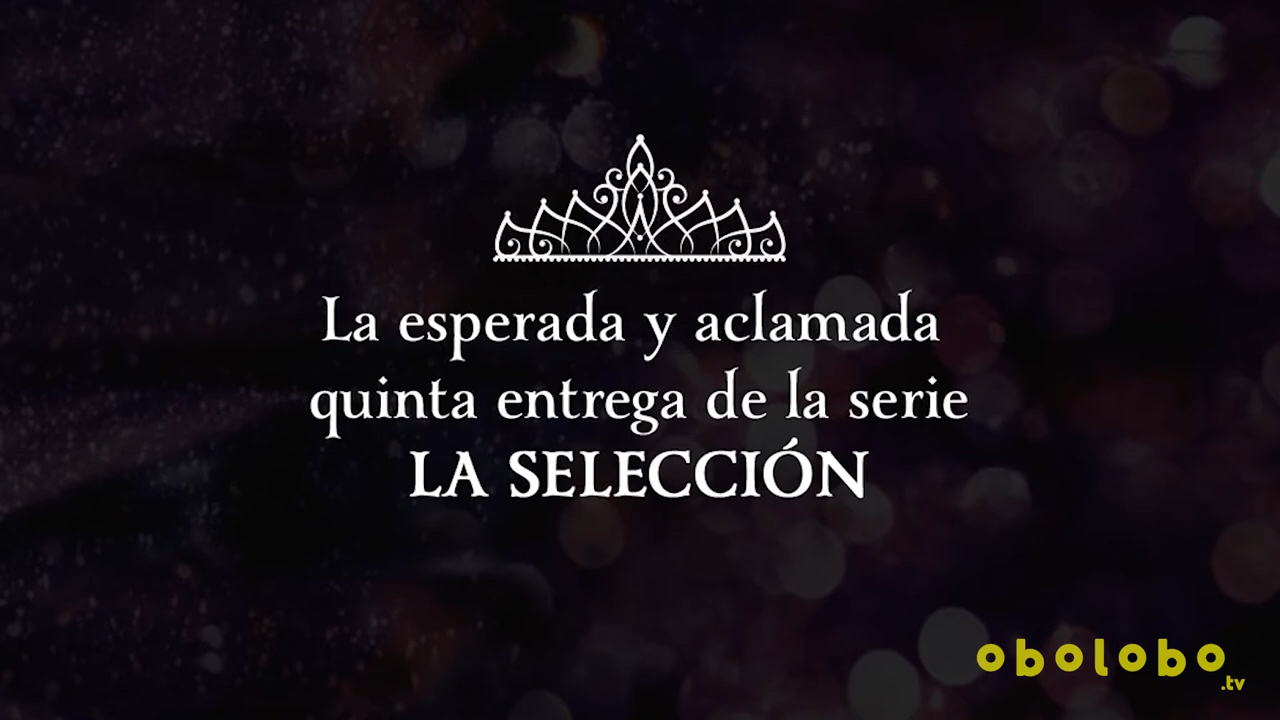 La esperada y aclamada
quinta entrega de la serie
LA SELECCIÓN
obolobo
.tv